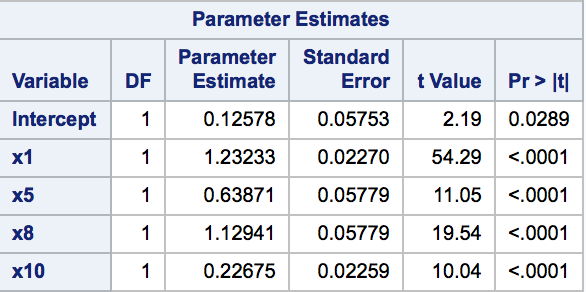 Parameter Estimates
Variable DF Parameter Estimate Standard Error t Value Pr > |t|
Intercept 1 0.12578 0.05753 2.19 0.0289
x1 1 1.23233 0.02270 54.29 <.0001
x5 1 0.63871 0.05779 11.05 <.0001
x8 1 1.12941 0.05779 19.54 <.0001
x10 1 0.22675 0.02259 10.04 <.0001